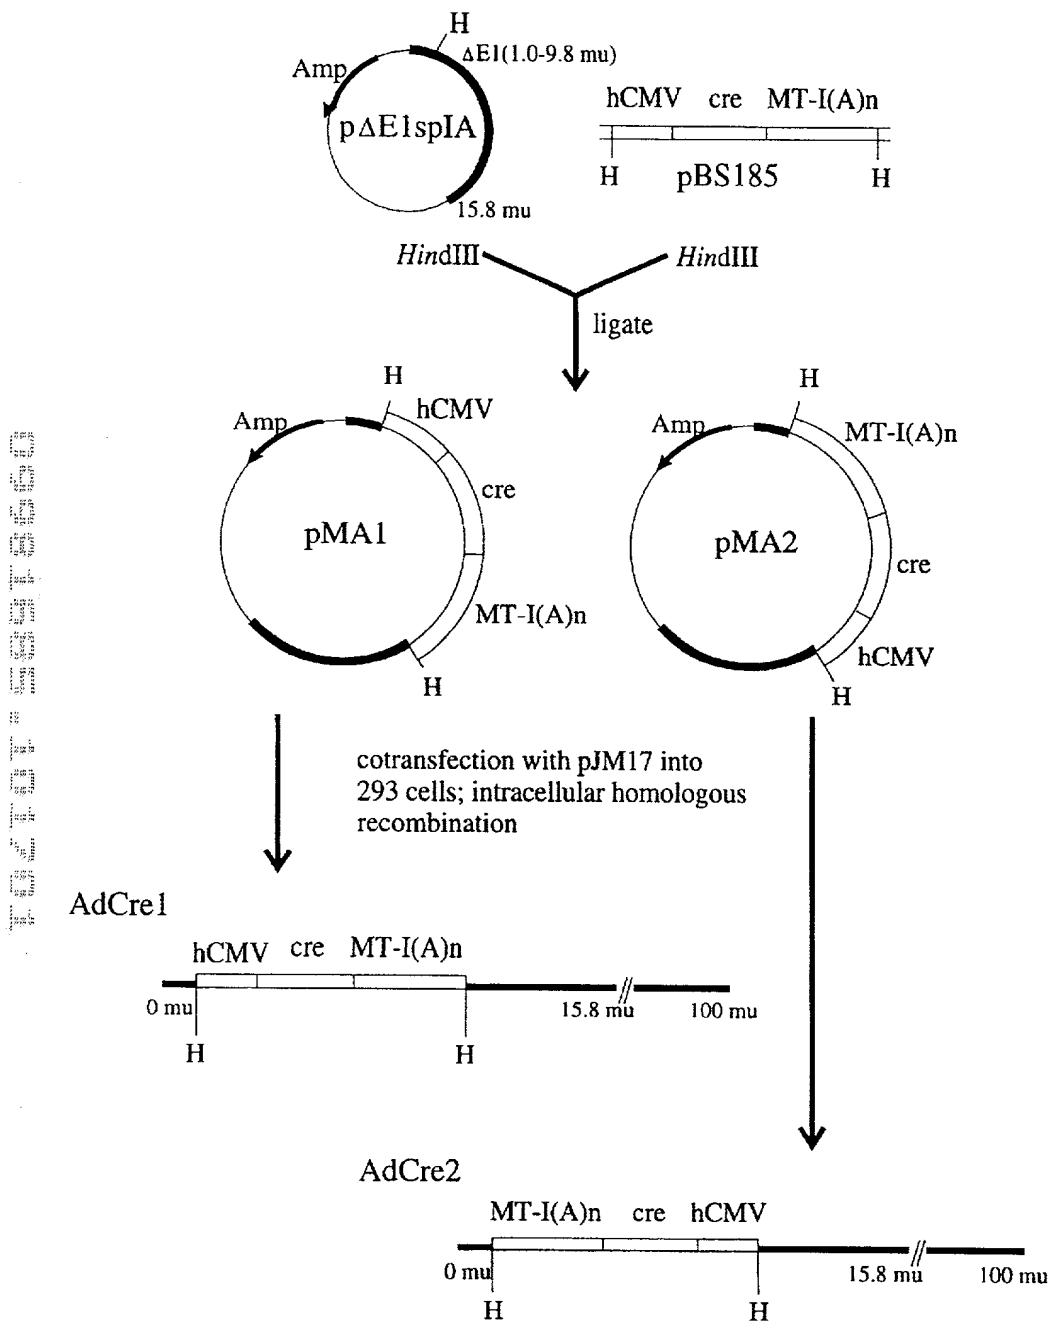 H
ΔE1(1.0-9.8 mu)
Amp
pΔE1spIA
15.8 mu
hCMV cre MT-I(A)n
H pBS185 H
HindIII HindIII
ligate
H
hCMV
Amp
cre
pMA1
MT-I(A)n
H
H
MT-I(A)n
Amp
pMA2
cre
hCMV
H
cotransfection with pJM17 into
293 cells; intracellular homologous
recombination
AdCre1
hCMV cre MT-I(A)n
0 mu 15.8 mu 100 mu
H H
AdCre2
MT-I(A)n cre hCMV
0 mu 15.8 mu 100 mu
H H